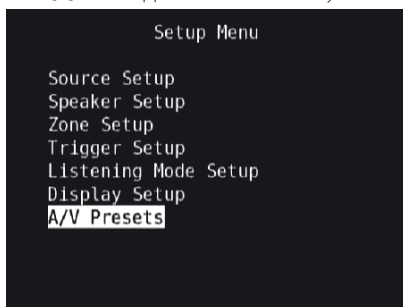 Setup Menu
Source Setup
Speaker Setup
Zone Setup
Trigger Setup
Listening Mode Setup
Display Setup
A/V Presets